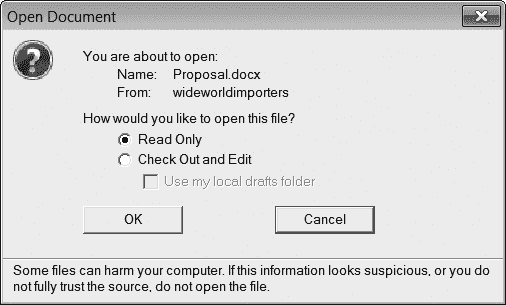 Open Document
You are about to open:
Name: Proposal.docx
From: wideworldimporters
How would you like to open this file?
Read Only
Check Out and Edit
Use my local drafts folder
OK Cancel
Some files can harm your computer. If this information looks suspicious, or you do
not fully trust the source, do not open the file.